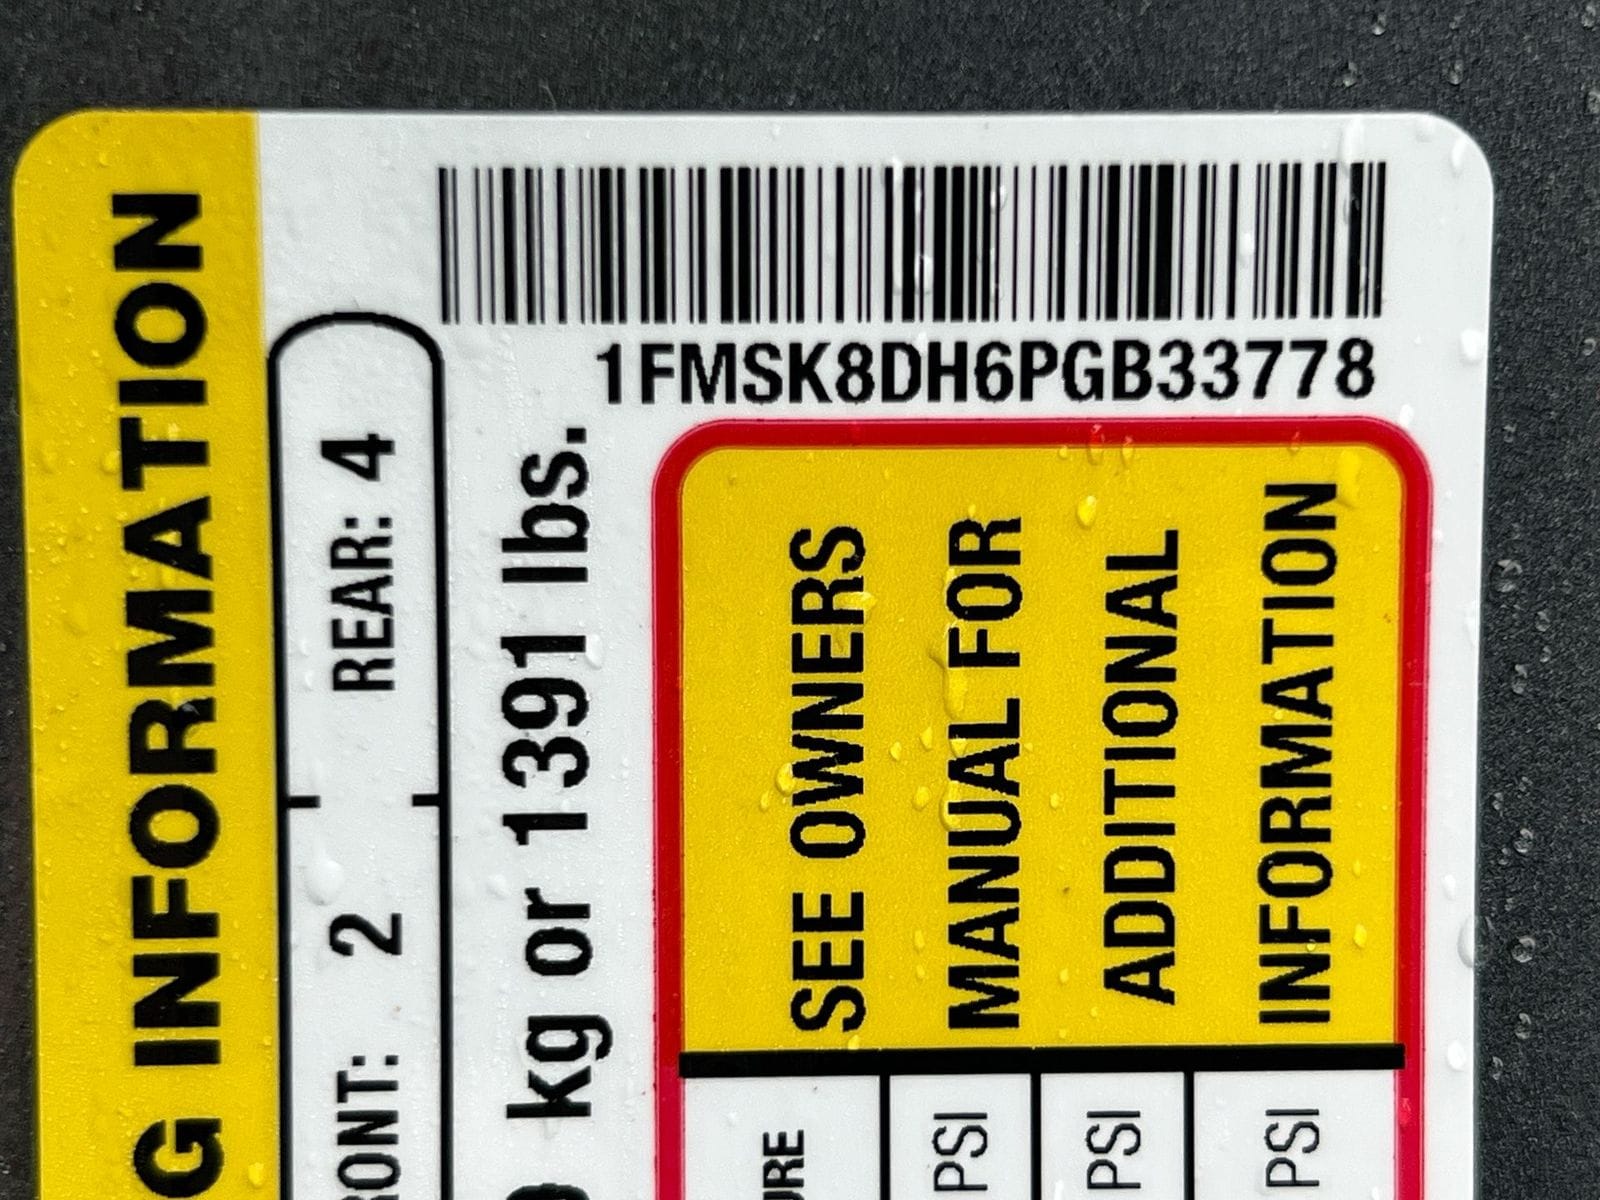 1FMSK8DH6PGB33778
G INFORMATION
RONT: 2 REAR: 4
kg or 1391 lbs.
SEE OWNERS
MANUAL FOR
ADDITIONAL
INFORMATION
URE
PSI
PSI
PSI